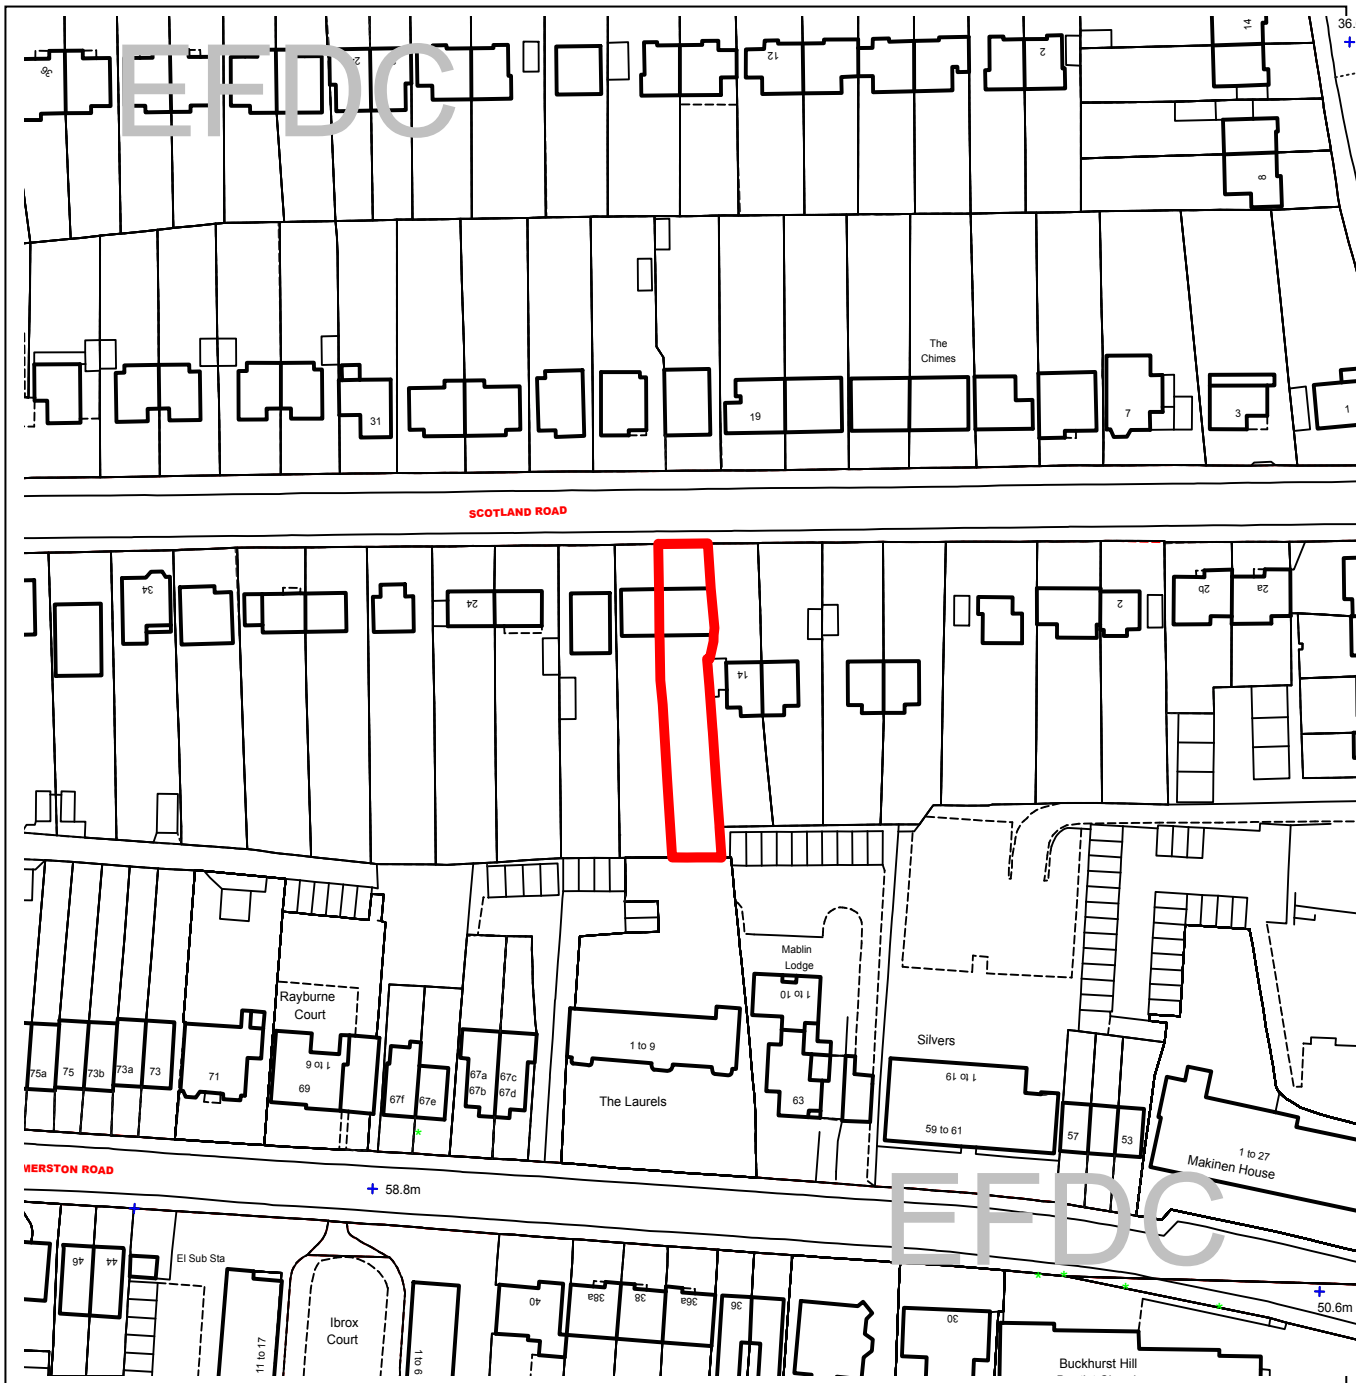 EFDC
36
12
2
14
36.
8
The
Chimes
31
19
7
3
1
SCOTLAND ROAD
34
24
14
2
2b
2a
Mablin
Lodge
1 to 10
Rayburne
Court
1 to 6
69
75a
75
73b
73a
73
71
67f
67e
67a
67b
67c
67d
1 to 9
The Laurels
63
Silvers
1 to 19
59 to 61
57
53
1 to 27
Makinen House
MERSTON ROAD
58.8m
EFDC
46
44
El Sub Sta
11 to 17
Ibrox
Court
1 to 6
40
38a
38
36a
36
30
50.6m
Buckhurst Hill